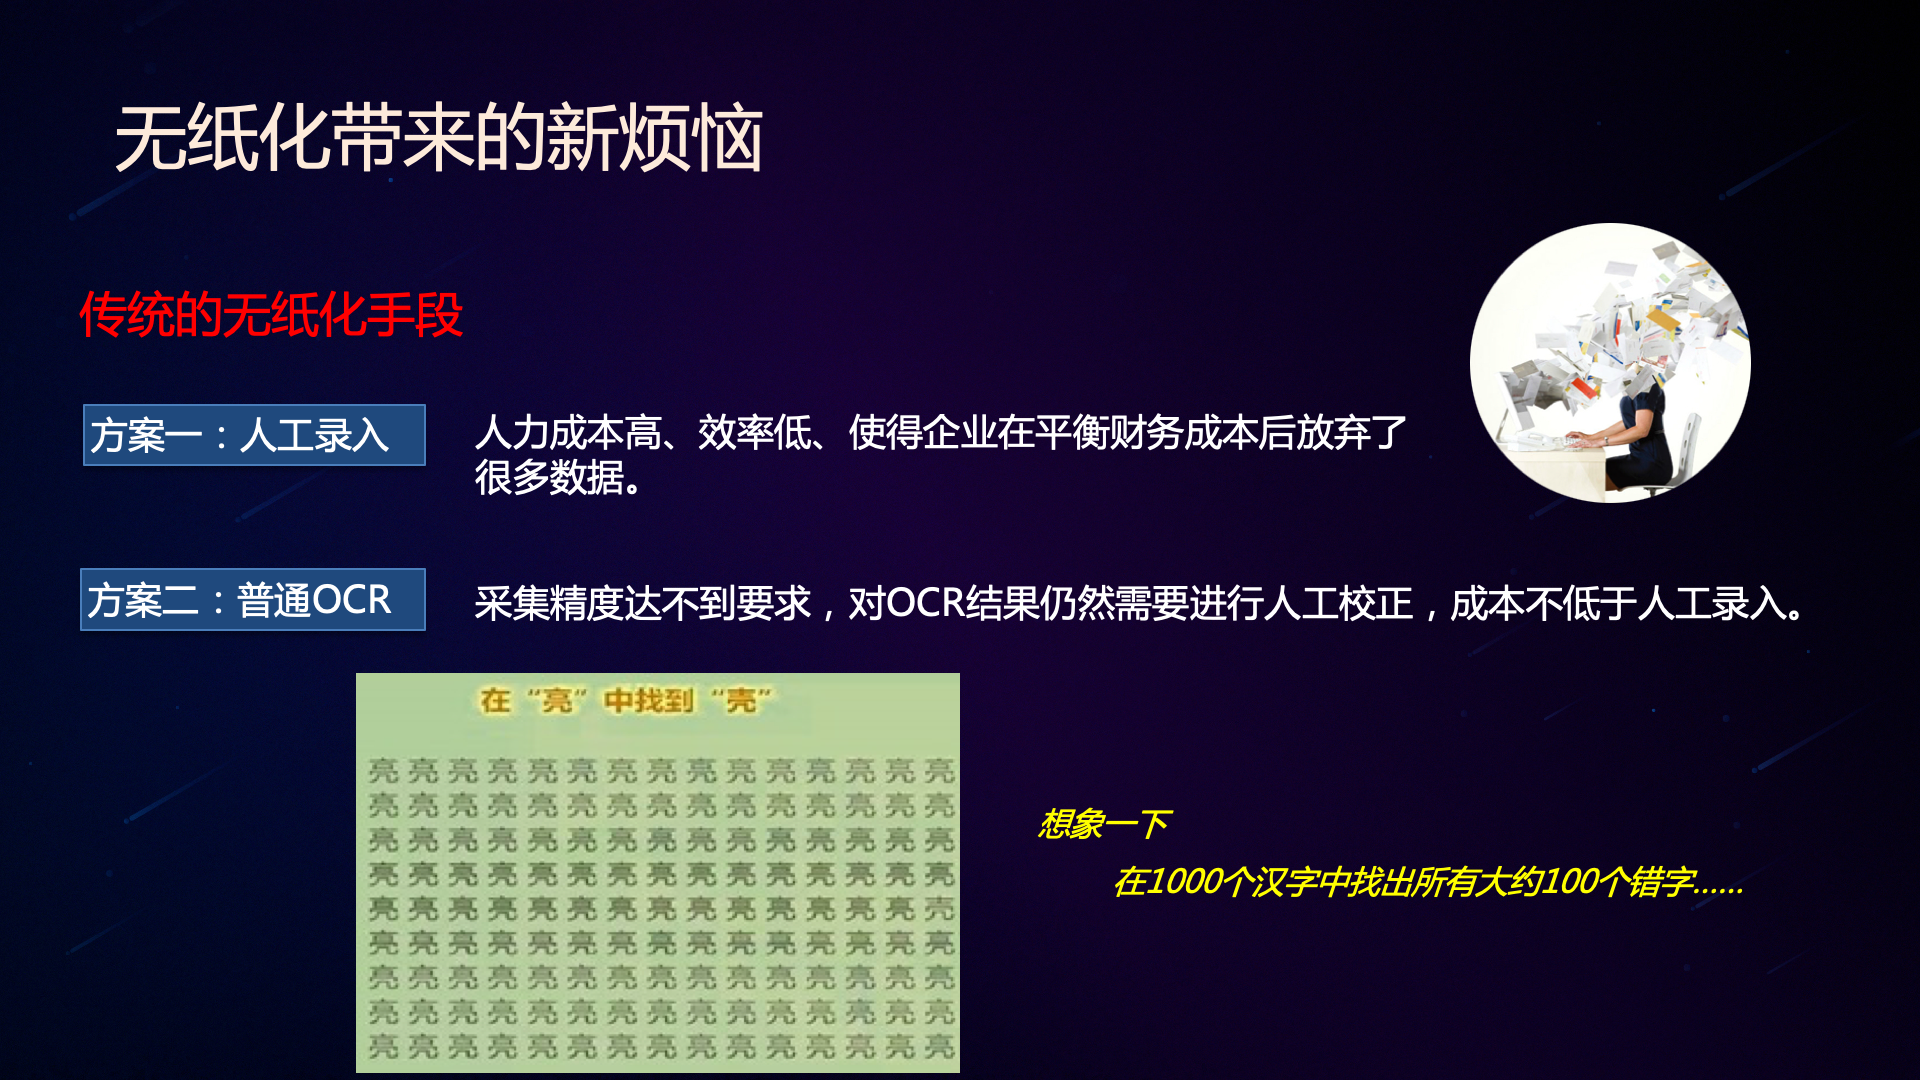 无纸化带来的新烦恼
传统的无纸化手段
方案一：人工录入
人力成本高、效率低、使得企业在平衡财务成本后放弃了
很多数据。
方案二：普通OCR
采集精度达不到要求，对OCR结果仍然需要进行人工校正，成本不低于人工录入。
在“亮”中找到“壳”
亮亮亮亮亮亮亮亮亮亮亮亮亮亮亮
亮亮亮亮亮亮亮亮亮亮亮亮亮亮亮
亮亮亮亮亮亮亮亮亮亮亮亮亮亮亮
亮亮亮亮亮亮亮亮亮亮亮亮亮亮亮
亮亮亮亮亮亮亮亮亮亮亮亮亮亮壳
亮亮亮亮亮亮亮亮亮亮亮亮亮亮亮
亮亮亮亮亮亮亮亮亮亮亮亮亮亮亮
亮亮亮亮亮亮亮亮亮亮亮亮亮亮亮
亮亮亮亮亮亮亮亮亮亮亮亮亮亮亮
想象一下
在1000个汉字中找出所有大约100个错字......